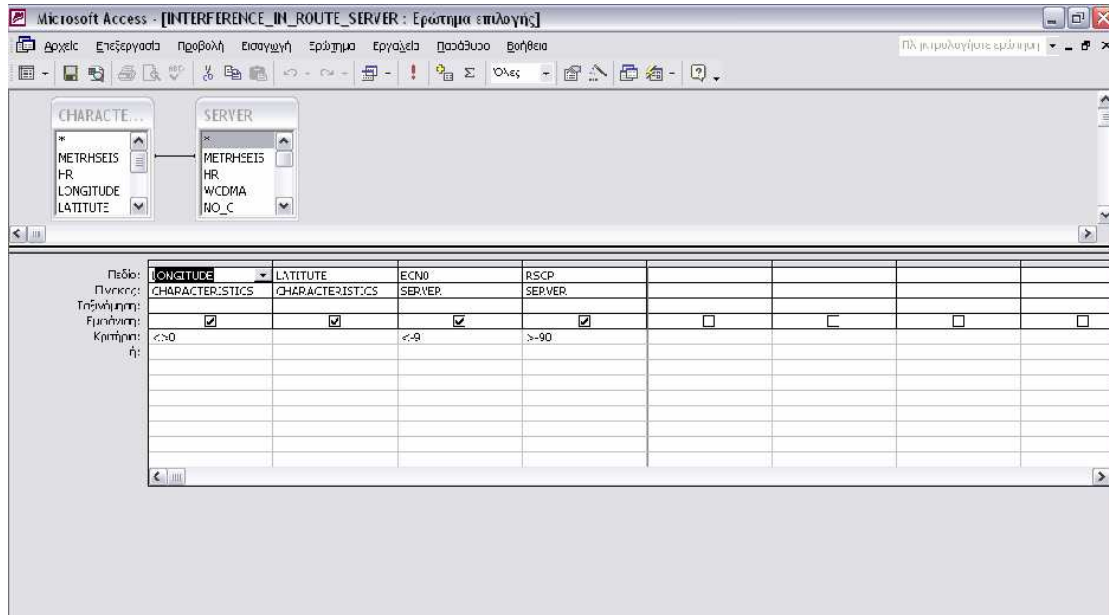 Microsoft Access - [INTERFERENCE_IN_ROUTE_SERVER : Ερώτημα επιλογής]
Αρχείο Επεξεργασία Προβολή Εισαγωγή Ερώτημα Εργαλεία Παράθυρο Βοήθεια
Όλες
CHARACTE... SERVER
* *
METRHSEIS METRHSEIS
HR HR
LONGITUDE WCDMA
LATITUTE NO_C
Πεδίο: LONGITUDE LATITUTE ECN0 RSCP
Πίνακας: CHARACTERISTICS CHARACTERISTICS SERVER SERVER
Ταξινόμηση:
Εμφάνιση:
Κριτήρια: <>0 <-9 >-90
ή: